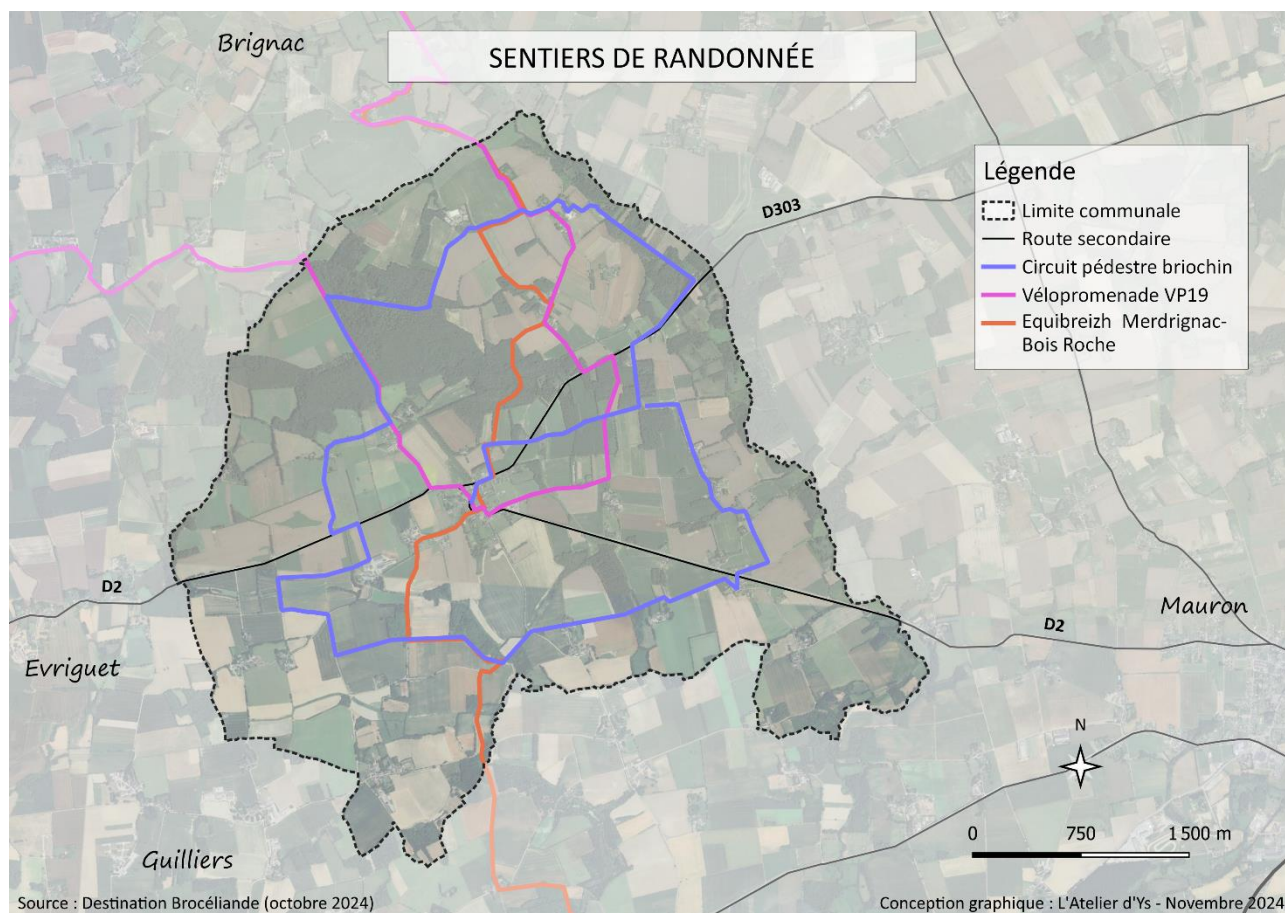 Brignac
SENTIERS DE RANDONNÉE
Légende
Limite communale
Route secondaire
Circuit pédestre briochin
Vélopromenade VP19
Equibreizh Merdrignac-
Bois Roche
D303
D2
Evriguet
Mauron
D2
Guilliers
N
0 750 1 500 m
Source : Destination Brocéliande (octobre 2024)
Conception graphique : L'Atelier d'Ys - Novembre 2024